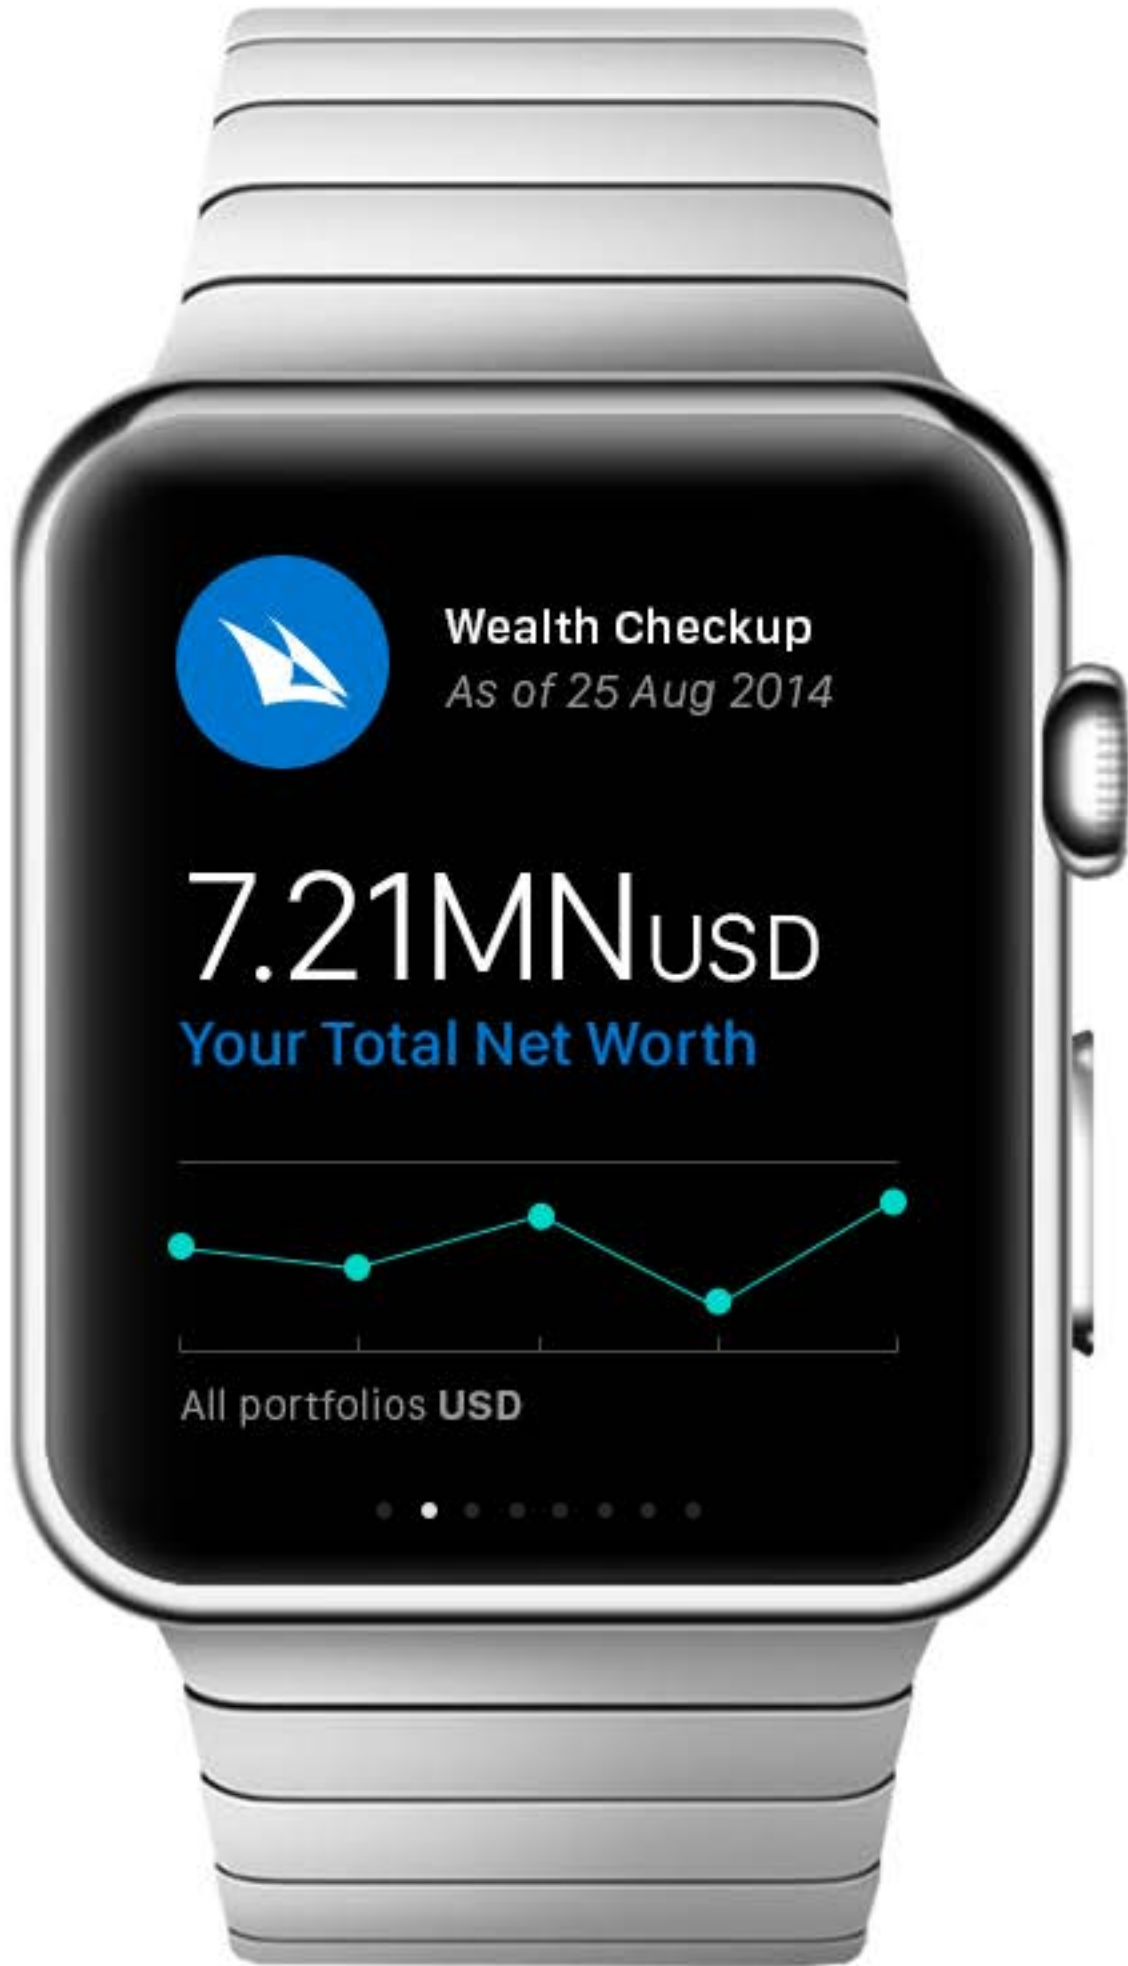 Wealth Checkup
As of 25 Aug 2014
7.21MNUSD
Your Total Net Worth
All portfolios USD